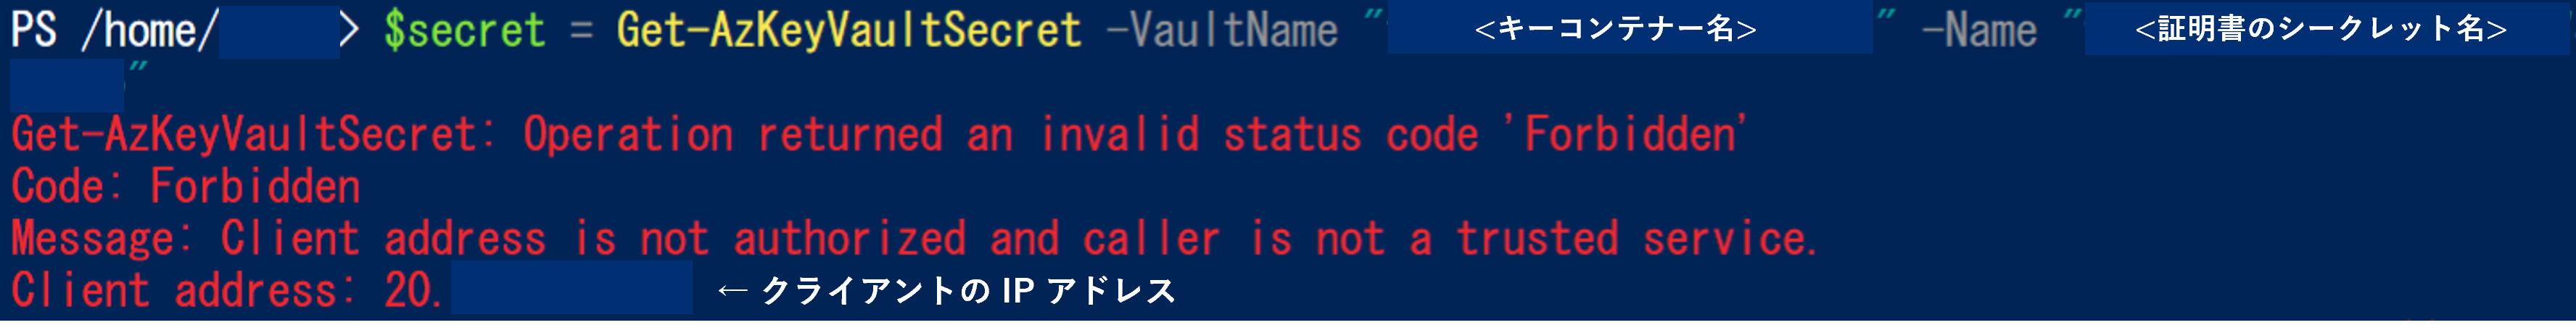 PS /home/ > $secret = Get-AzKeyVaultSecret -VaultName "<キーコンテナー名>" -Name "<証明書のシークレット名>
"
Get-AzKeyVaultSecret: Operation returned an invalid status code 'Forbidden'
Code: Forbidden
Message: Client address is not authorized and caller is not a trusted service.
Client address: 20. ← クライアントの IP アドレス